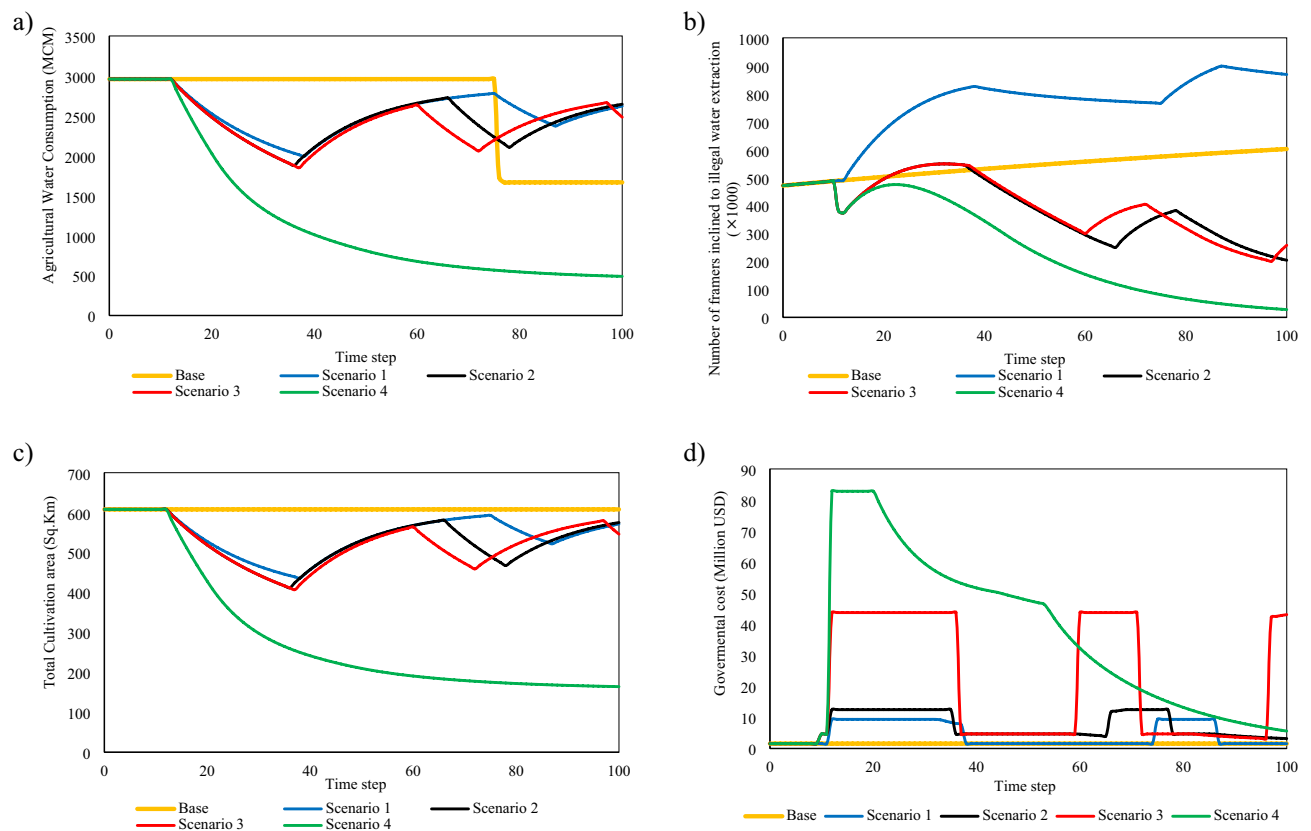 a)
Agricultural Water Consumption (MCM)
3500
3000
2500
2000
1500
1000
500
0
0 20 40 60 80 100
Time step
Base Scenario 1 Scenario 2
Scenario 3 Scenario 4
b)
Number of framers inclined to illegal water extraction
(×1000)
1000
900
800
700
600
500
400
300
200
100
0
0 20 40 60 80 100
Time step
Base Scenario 1 Scenario 2
Scenario 3 Scenario 4
c)
Total Cultivation area (Sq.Km)
700
600
500
400
300
200
100
0
0 20 40 60 80 100
Time step
Base Scenario 1 Scenario 2
Scenario 3 Scenario 4
d)
Govermental cost (Million USD)
90
80
70
60
50
40
30
20
10
0
0 20 40 60 80 100
Time step
Base Scenario 1 Scenario 2 Scenario 3 Scenario 4